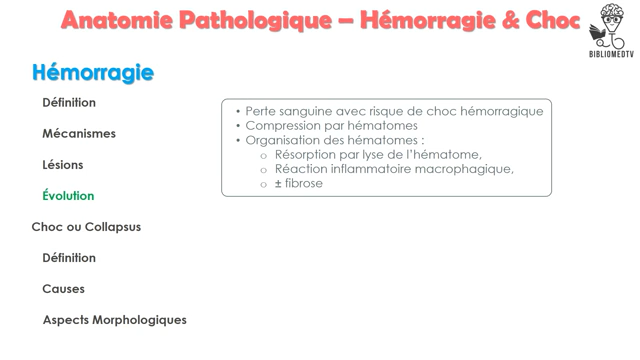 Anatomie Pathologique – Hémorragie & Choc
BIBLIOMEDTV
Hémorragie
Définition
Mécanismes
Lésions
Évolution
Choc ou Collapsus
Définition
Causes
Aspects Morphologiques
• Perte sanguine avec risque de choc hémorragique
• Compression par hématomes
• Organisation des hématomes :
o Résorption par lyse de l’hématome,
o Réaction inflammatoire macrophagique,
o ± fibrose